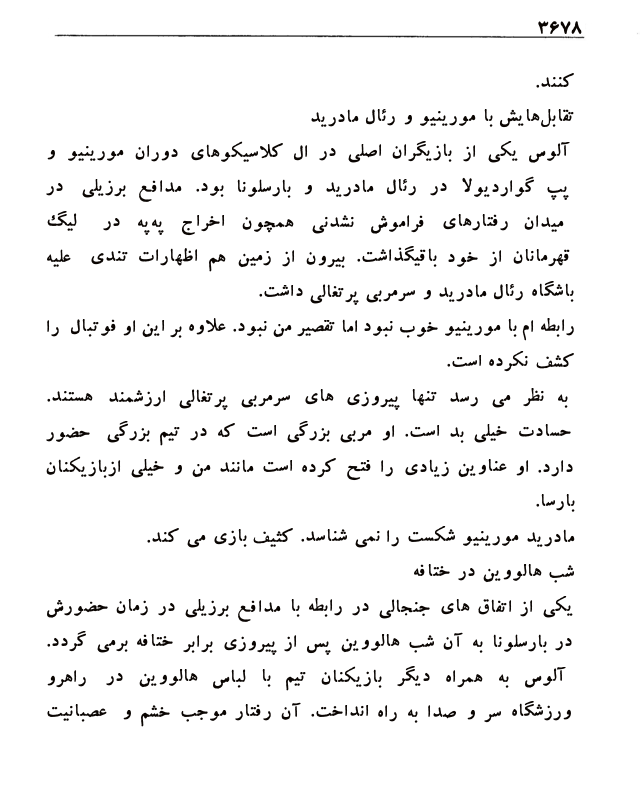 ۳۶۷۸
کنند.
تقابل‌هایش با مورینیو و رئال مادرید
آلوس یکی از بازیگران اصلی در ال کلاسیکوهای دوران مورینیو و
پپ گواردیولا در رئال مادرید و بارسلونا بود. مدافع برزیلی در
میدان رفتارهای فراموش نشدنی همچون اخراج په‌په در لیگ
قهرمانان از خود باقیگذاشت. بیرون از زمین هم اظهارات تندی علیه
باشگاه رئال مادرید و سرمربی پرتغالی داشت.
رابطه ام با مورینیو خوب نبود اما تقصیر من نبود. علاوه بر این او فوتبال را
کشف نکرده است.
به نظر می رسد تنها پیروزی های سرمربی پرتغالی ارزشمند هستند.
حسادت خیلی بد است. او مربی بزرگی است که در تیم بزرگی حضور
دارد. او عناوین زیادی را فتح کرده است مانند من و خیلی ازبازیکنان
بارسا.
مادرید مورینیو شکست را نمی شناسد. کثیف بازی می کند.
شب هالووین در ختافه
یکی از اتفاق های جنجالی در رابطه با مدافع برزیلی در زمان حضورش
در بارسلونا به آن شب هالووین پس از پیروزی برابر ختافه برمی گردد.
آلوس به همراه دیگر بازیکنان تیم با لباس هالووین در راهرو
ورزشگاه سر و صدا به راه انداخت. آن رفتار موجب خشم و عصبانیت